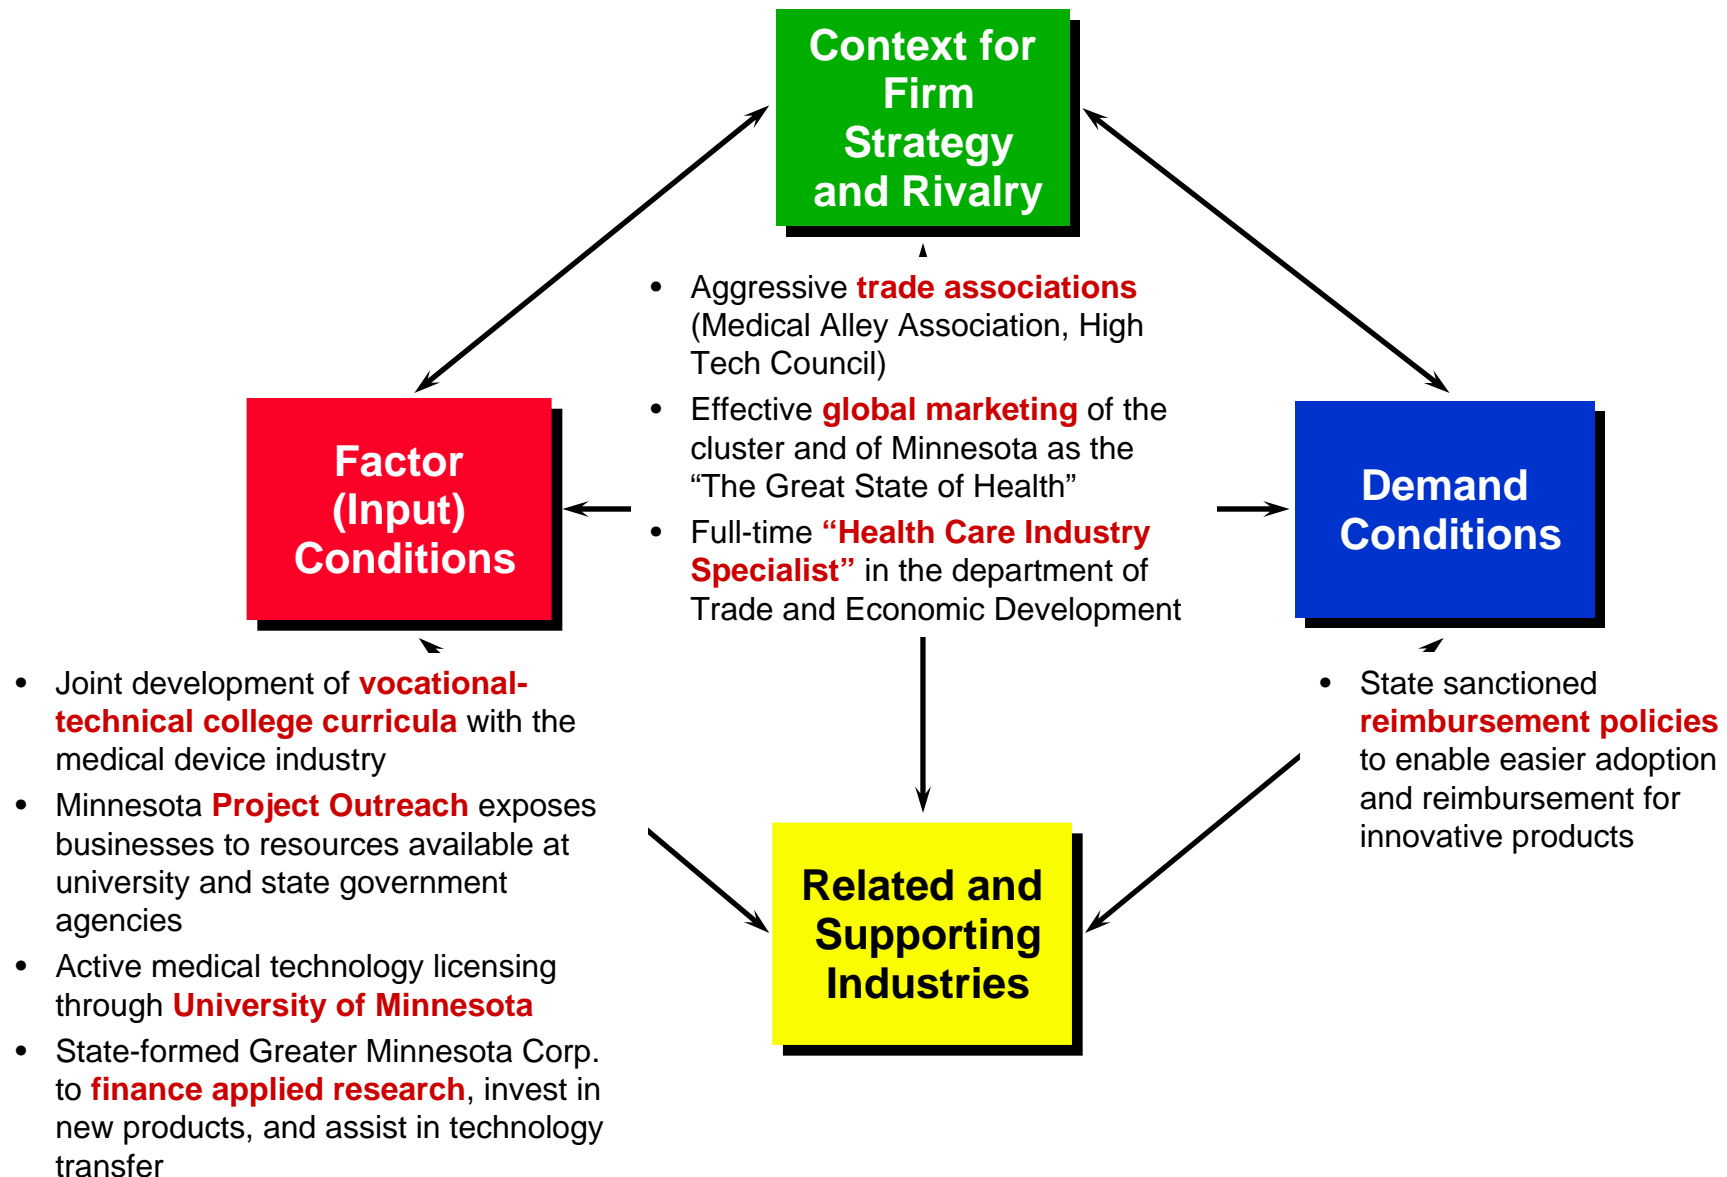 Context for
Firm
Strategy
and Rivalry
• Aggressive trade associations
(Medical Alley Association, High
Tech Council)
• Effective global marketing of the
cluster and of Minnesota as the
“The Great State of Health”
• Full-time “Health Care Industry
Specialist” in the department of
Trade and Economic Development
Factor
(Input)
Conditions
Demand
Conditions
• Joint development of vocational-
technical college curricula with the
medical device industry
• Minnesota Project Outreach exposes
businesses to resources available at
university and state government
agencies
• Active medical technology licensing
through University of Minnesota
• State-formed Greater Minnesota Corp.
to finance applied research, invest in
new products, and assist in technology
transfer
• State sanctioned
reimbursement policies
to enable easier adoption
and reimbursement for
innovative products
Related and
Supporting
Industries